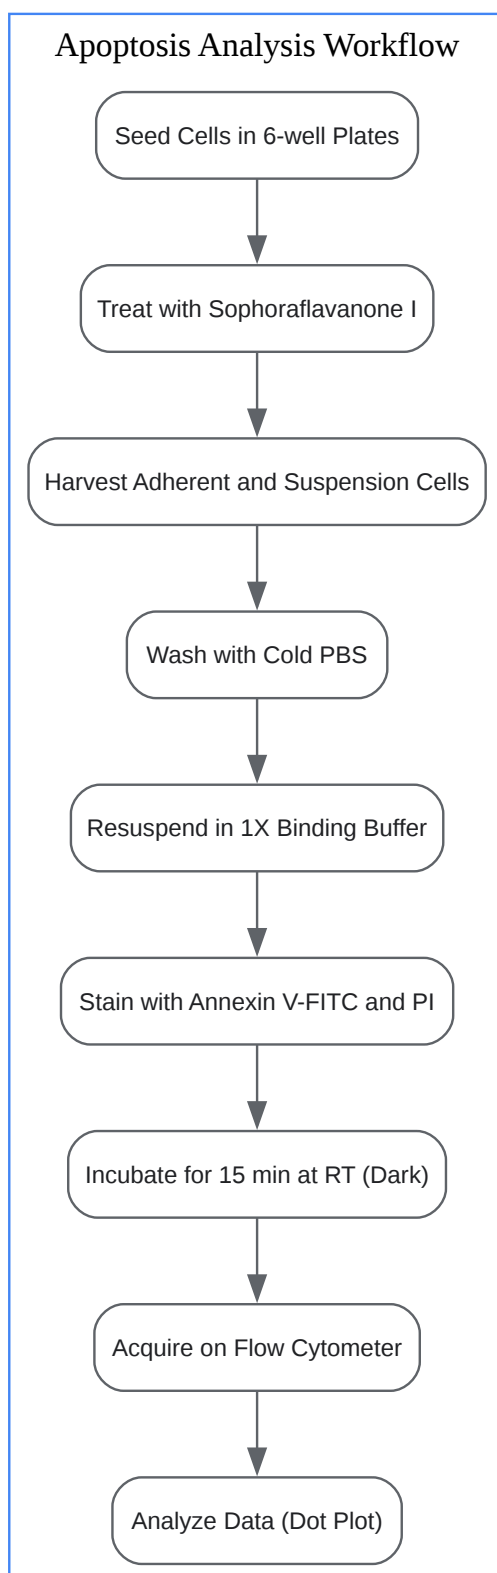 Apoptosis Analysis Workflow
Seed Cells in 6-well Plates
Treat with Sophoraflavanone I
Harvest Adherent and Suspension Cells
Wash with Cold PBS
Resuspend in 1X Binding Buffer
Stain with Annexin V-FITC and PI
Incubate for 15 min at RT (Dark)
Acquire on Flow Cytometer
Analyze Data (Dot Plot)